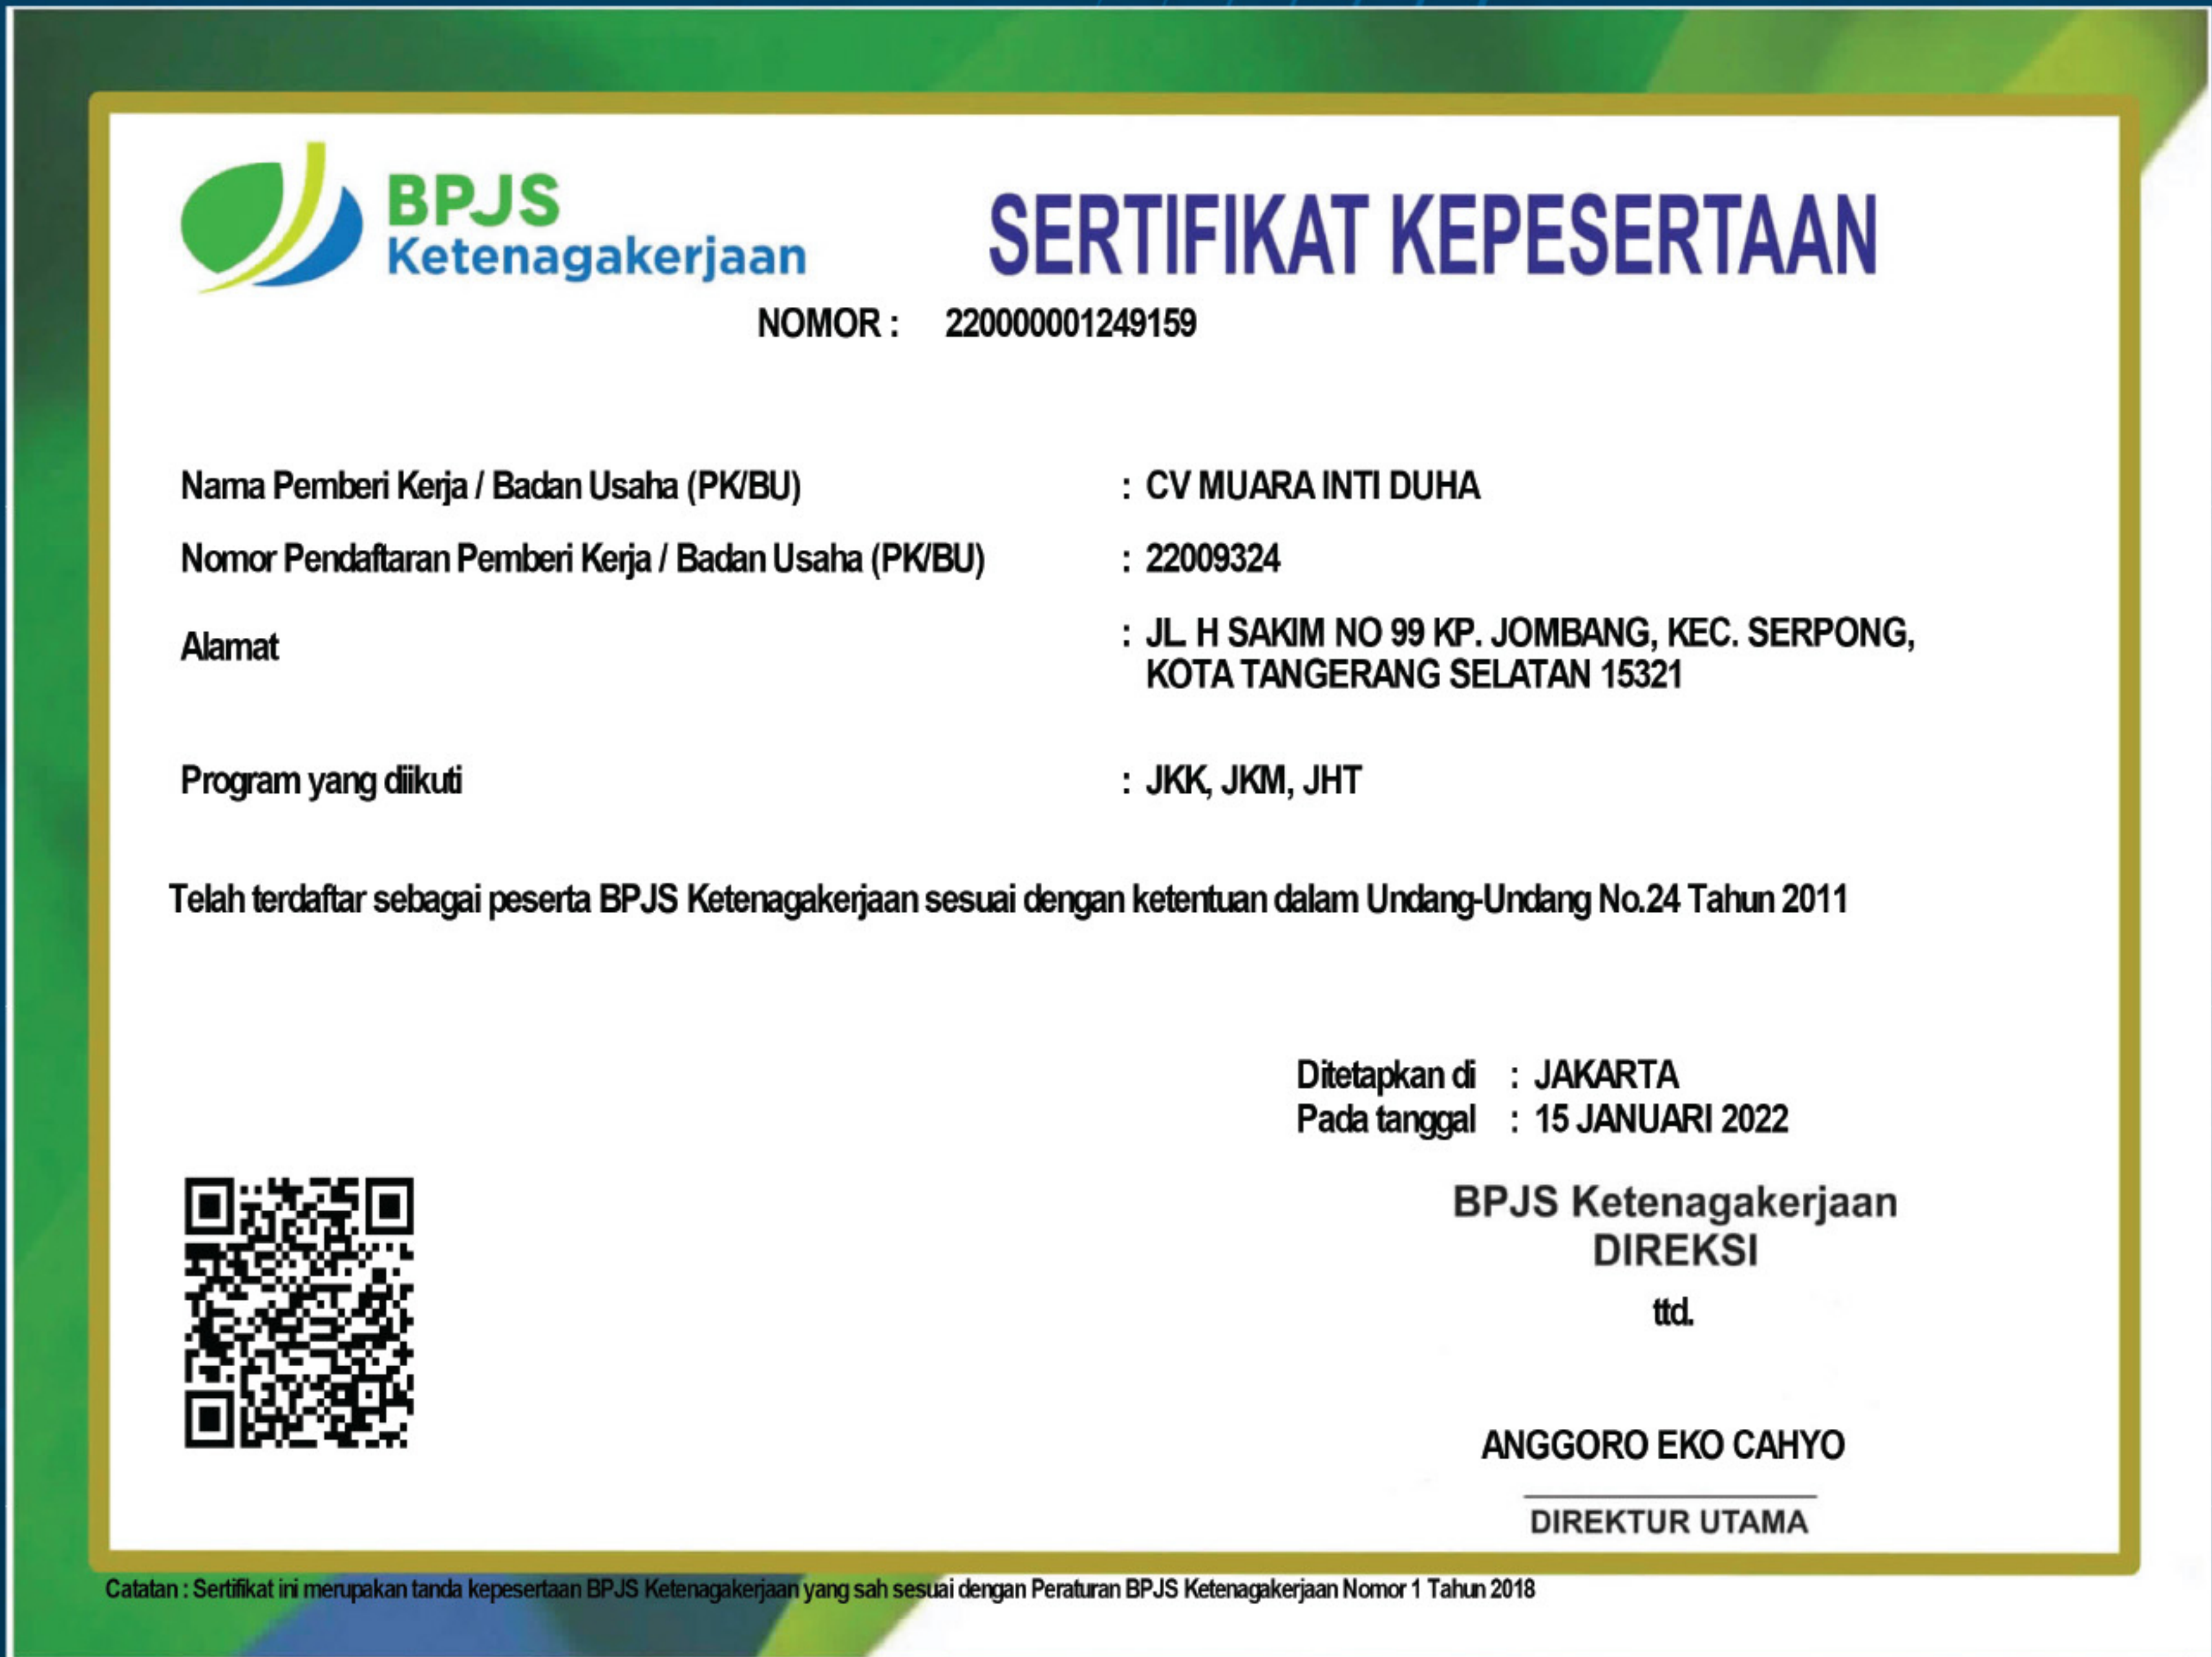 BPJS
Ketenagakerjaan
SERTIFIKAT KEPESERTAAN
NOMOR : 220000001249159
Nama Pemberi Kerja / Badan Usaha (PK/BU) : CV MUARA INTI DUHA
Nomor Pendaftaran Pemberi Kerja / Badan Usaha (PK/BU) : 22009324
Alamat : JL. H SAKIM NO 99 KP. JOMBANG, KEC. SERPONG,
KOTA TANGERANG SELATAN 15321
Program yang diikuti : JKK, JKM, JHT
Telah terdaftar sebagai peserta BPJS Ketenagakerjaan sesuai dengan ketentuan dalam Undang-Undang No.24 Tahun 2011
Ditetapkan di : JAKARTA
Pada tanggal : 15 JANUARI 2022
BPJS Ketenagakerjaan
DIREKSI
ttd.
ANGGORO EKO CAHYO
DIREKTUR UTAMA
Catatan : Sertifikat ini merupakan tanda kepesertaan BPJS Ketenagakerjaan yang sah sesuai dengan Peraturan BPJS Ketenagakerjaan Nomor 1 Tahun 2018